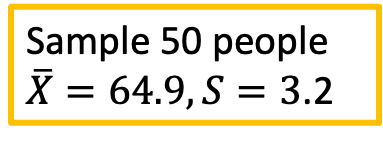 Sample 50 people
X̄ = 64.9, S = 3.2